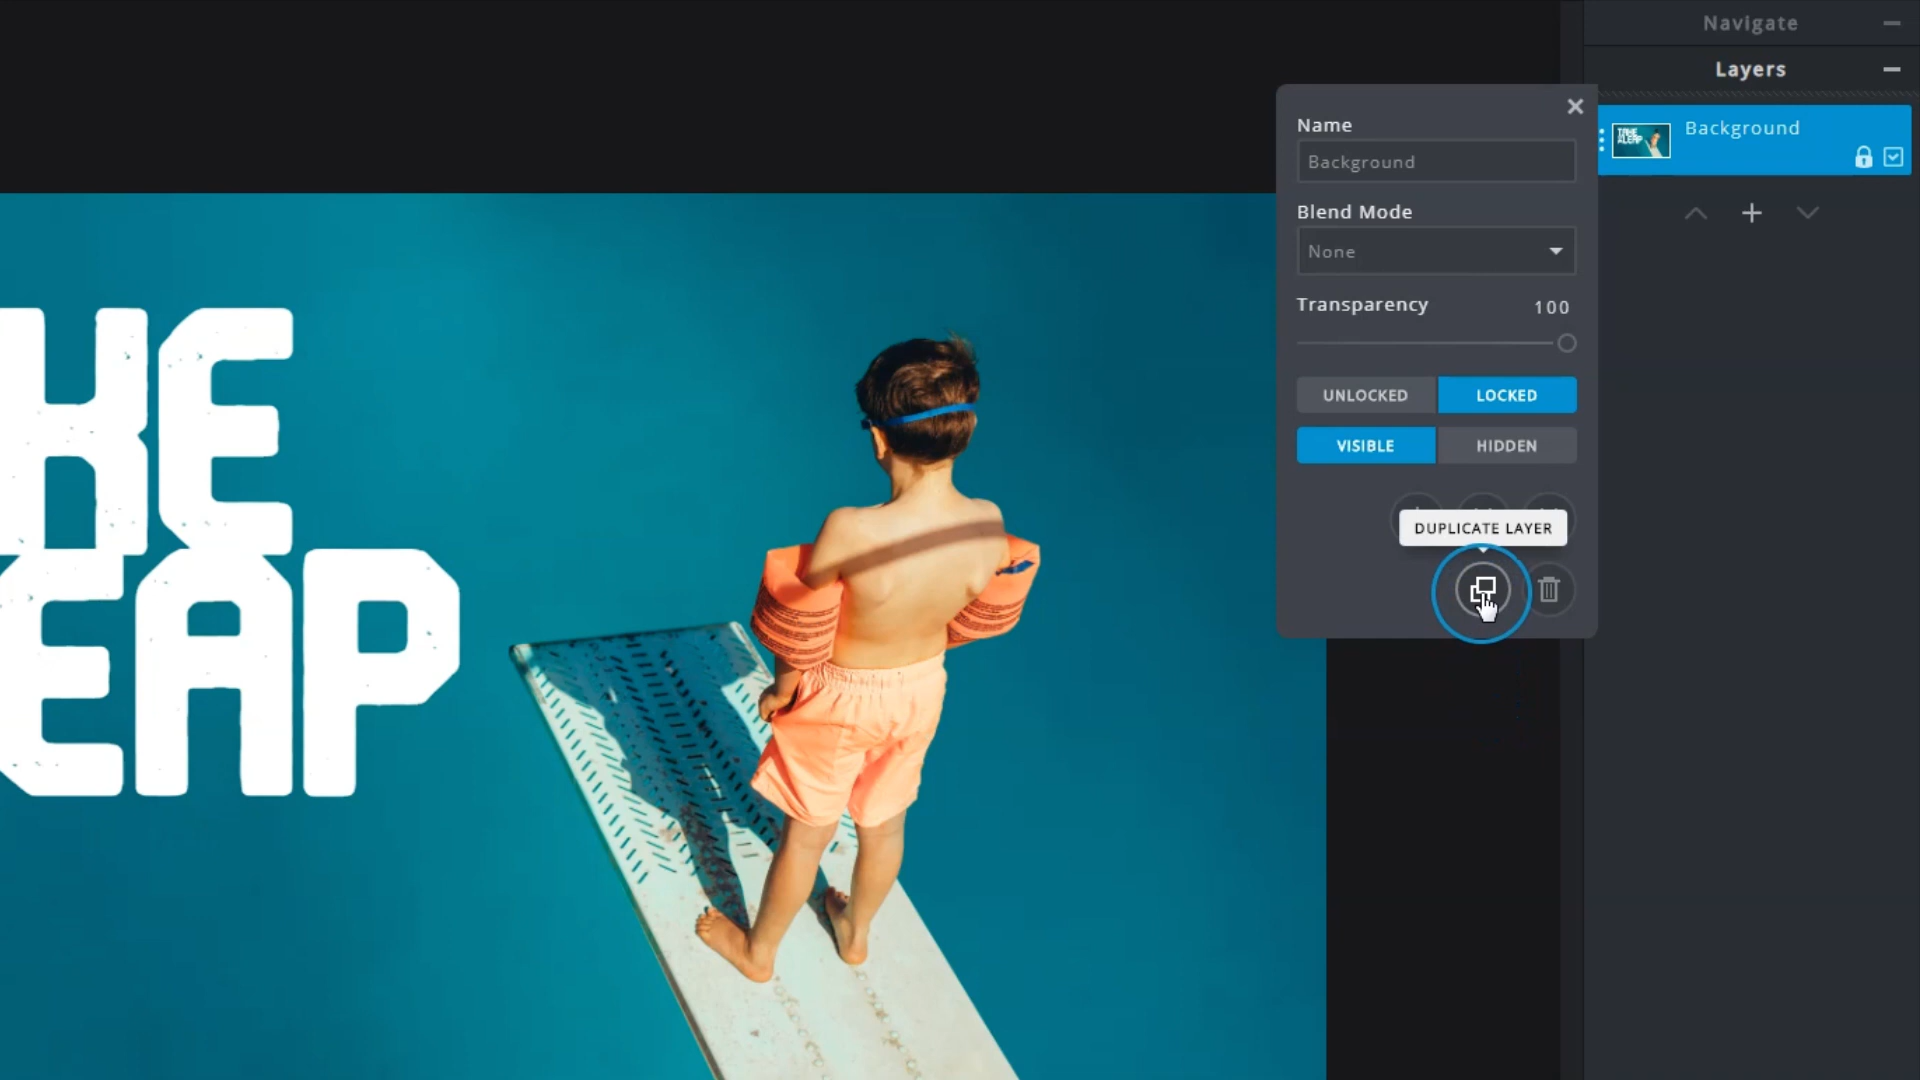 Navigate
Layers
Name
Background
Background
Blend Mode
None
Transparency 100
UNLOCKED LOCKED
VISIBLE HIDDEN
DUPLICATE LAYER
KE
EAP